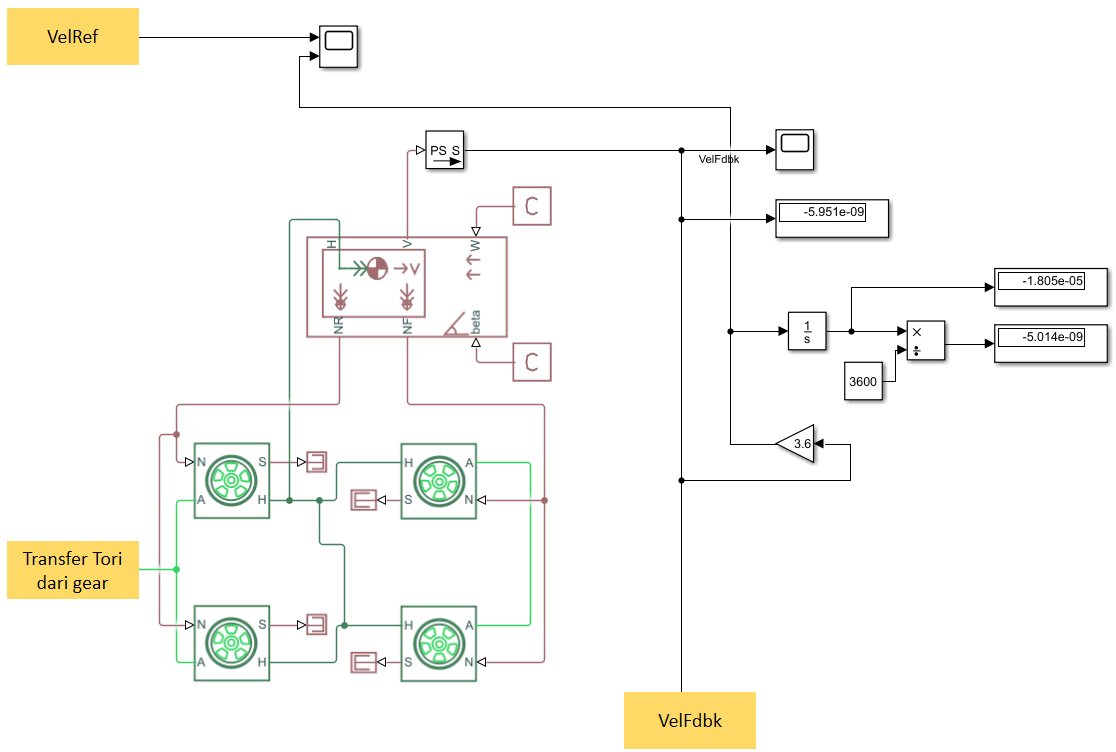 VelRef
PS S
VelFdbk
-5.951e-09
C
H
V
W
V
NR
NF
beta
C
-1.805e-05
1
s
×
÷
-5.014e-09
3600
3.6
N
S
A
H
H
A
S
N
Transfer Tori
dari gear
N
S
A
H
H
A
S
N
VelFdbk